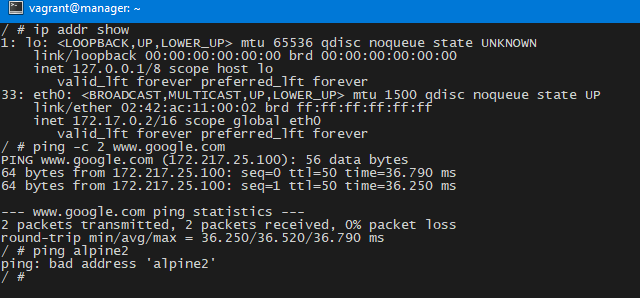 vagrant@manager: ~
/ # ip addr show
1: lo: <LOOPBACK,UP,LOWER_UP> mtu 65536 qdisc noqueue state UNKNOWN
link/loopback 00:00:00:00:00:00 brd 00:00:00:00:00:00
inet 127.0.0.1/8 scope host lo
valid_lft forever preferred_lft forever
33: eth0: <BROADCAST,MULTICAST,UP,LOWER_UP> mtu 1500 qdisc noqueue state UP
link/ether 02:42:ac:11:00:02 brd ff:ff:ff:ff:ff:ff
inet 172.17.0.2/16 scope global eth0
valid_lft forever preferred_lft forever
/ # ping -c 2 www.google.com
PING www.google.com (172.217.25.100): 56 data bytes
64 bytes from 172.217.25.100: seq=0 ttl=50 time=36.790 ms
64 bytes from 172.217.25.100: seq=1 ttl=50 time=36.250 ms
--- www.google.com ping statistics ---
2 packets transmitted, 2 packets received, 0% packet loss
round-trip min/avg/max = 36.250/36.520/36.790 ms
/ # ping alpine2
ping: bad address 'alpine2'
/ #